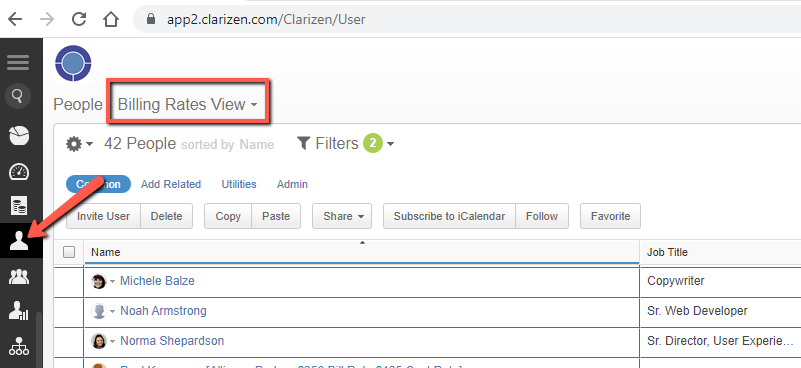 app2.clarizen.com/Clarizen/User
People Billing Rates View
42 People sorted by Name Filters 2
Add Related Utilities Admin
Invite User Delete Copy Paste Share Subscribe to iCalendar Follow Favorite
Name Job Title
Michele Balze Copywriter
Noah Armstrong Sr. Web Developer
Norma Shepardson Sr. Director, User Experie...